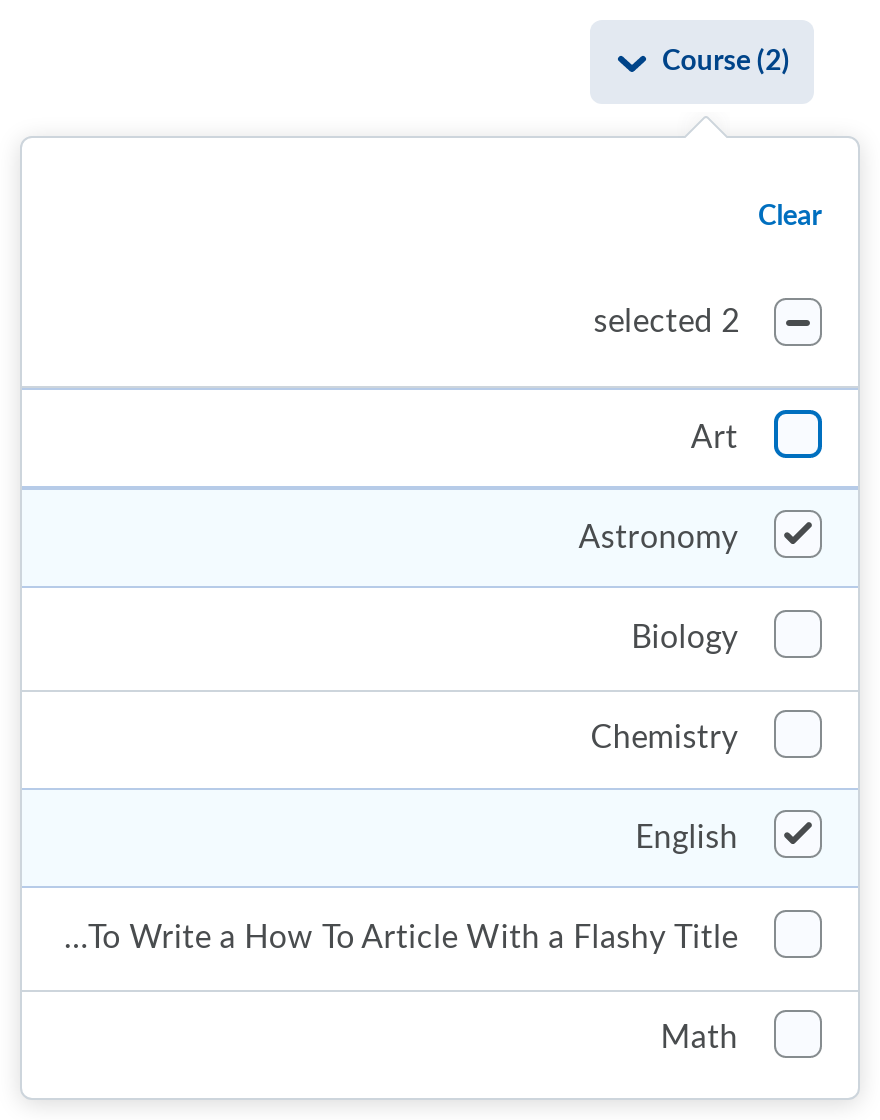 Course (2)
Clear
selected 2
Art
Astronomy
Biology
Chemistry
English
...To Write a How To Article With a Flashy Title
Math